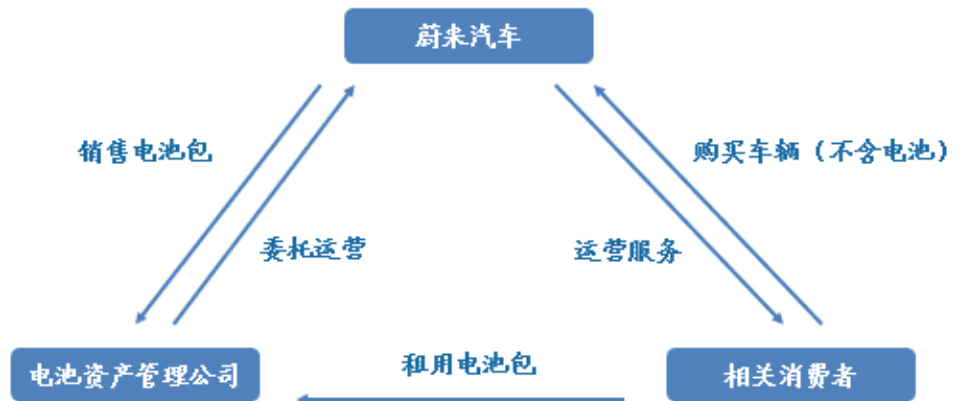 蔚来汽车
销售电池包
购买车辆（不含电池）
委托运营
运营服务
电池资产管理公司
租用电池包
相关消费者